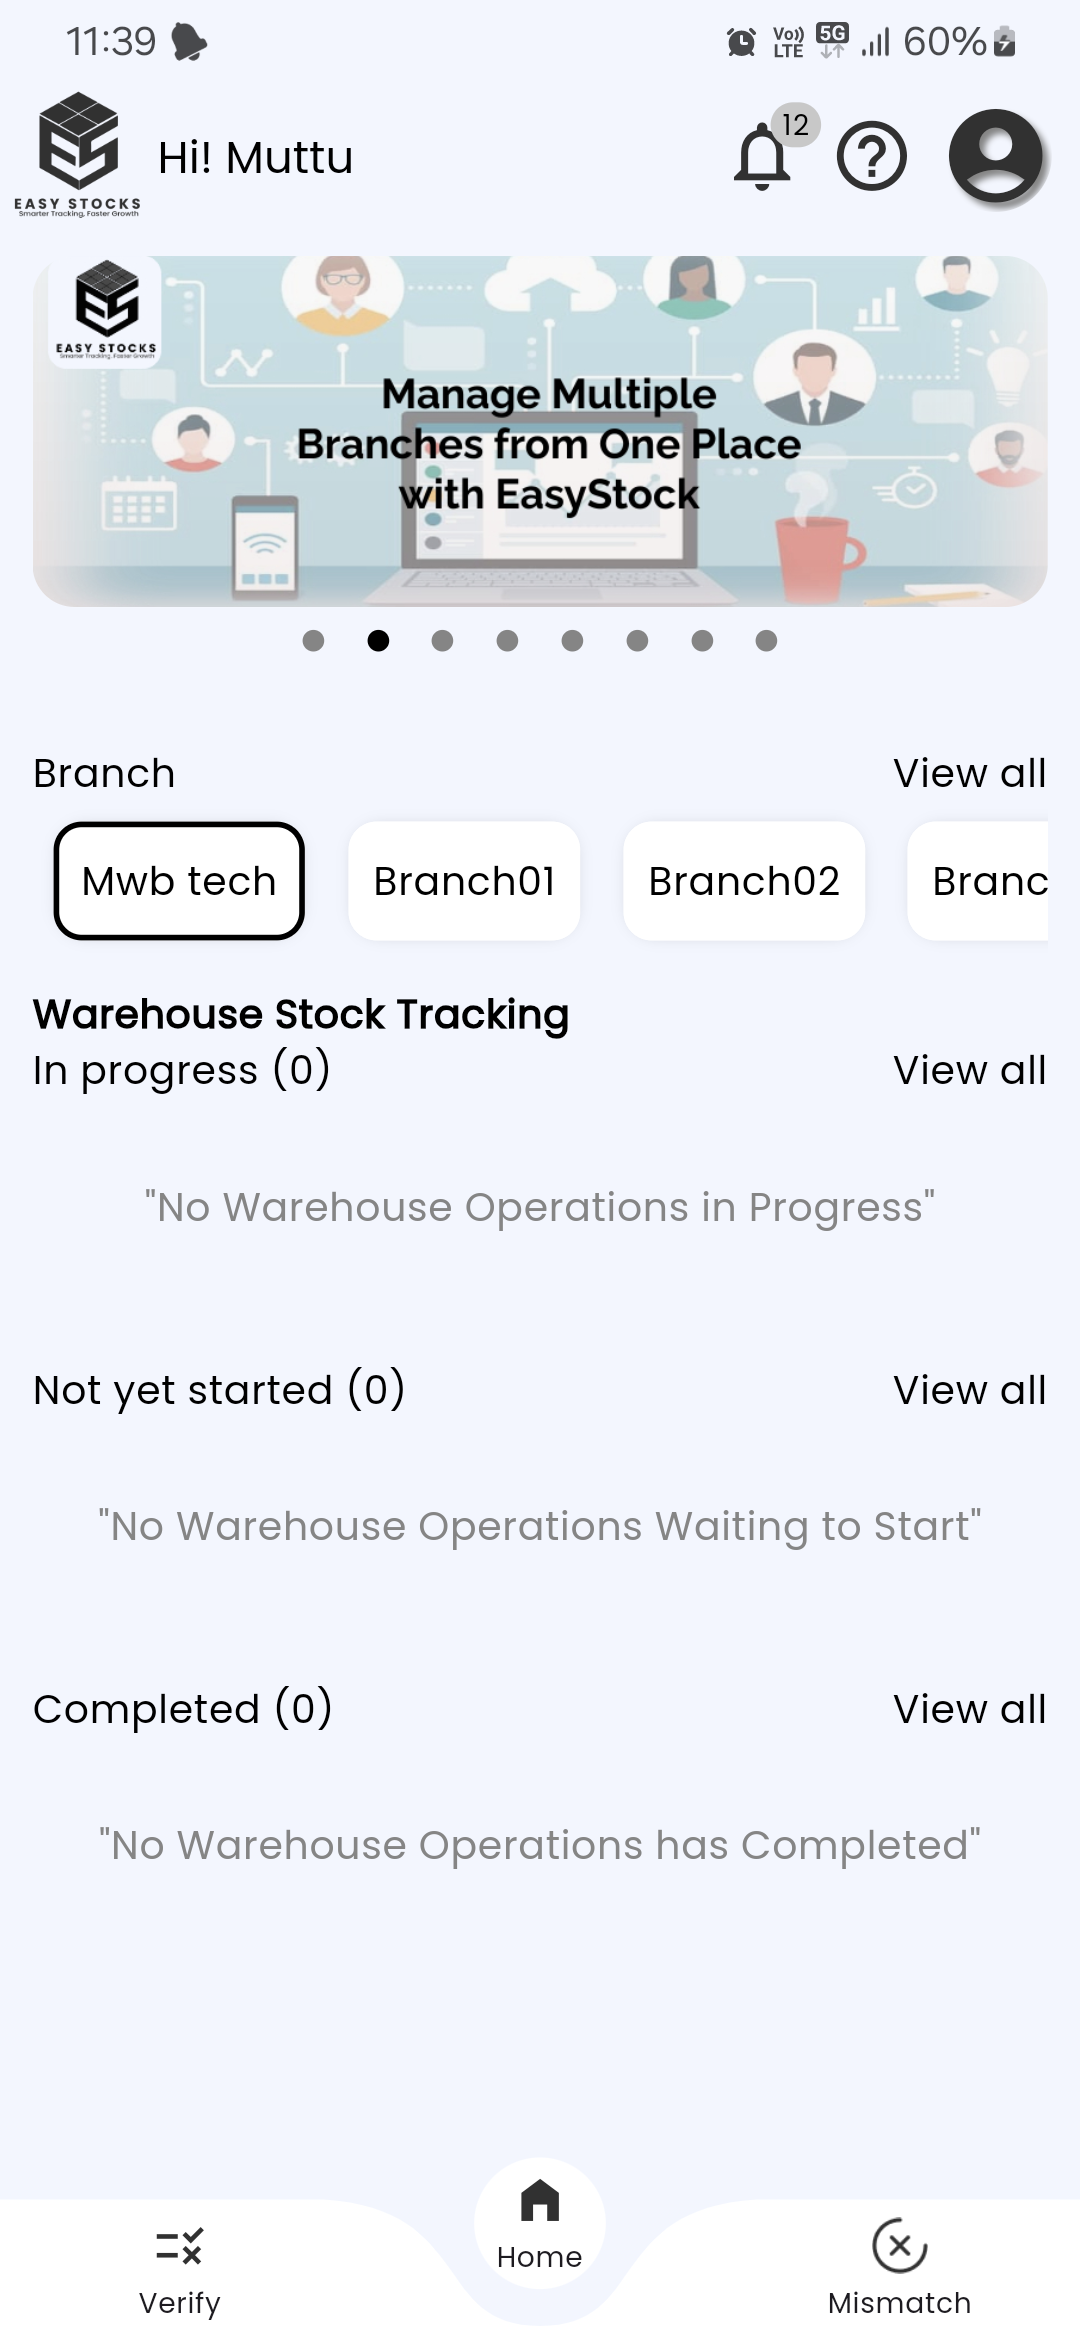 11:39
Vo)) LTE 5G 60%
12
Hi! Muttu
EASY STOCKS
Smarter Tracking, Faster Growth
EASY STOCKS
Smarter Tracking, Faster Growth
Manage Multiple
Branches from One Place
with EasyStock
Branch View all
Mwb tech Branch01 Branch02 Branc
Warehouse Stock Tracking
In progress (0) View all
"No Warehouse Operations in Progress"
Not yet started (0) View all
"No Warehouse Operations Waiting to Start"
Completed (0) View all
"No Warehouse Operations has Completed"
Home
Verify Mismatch